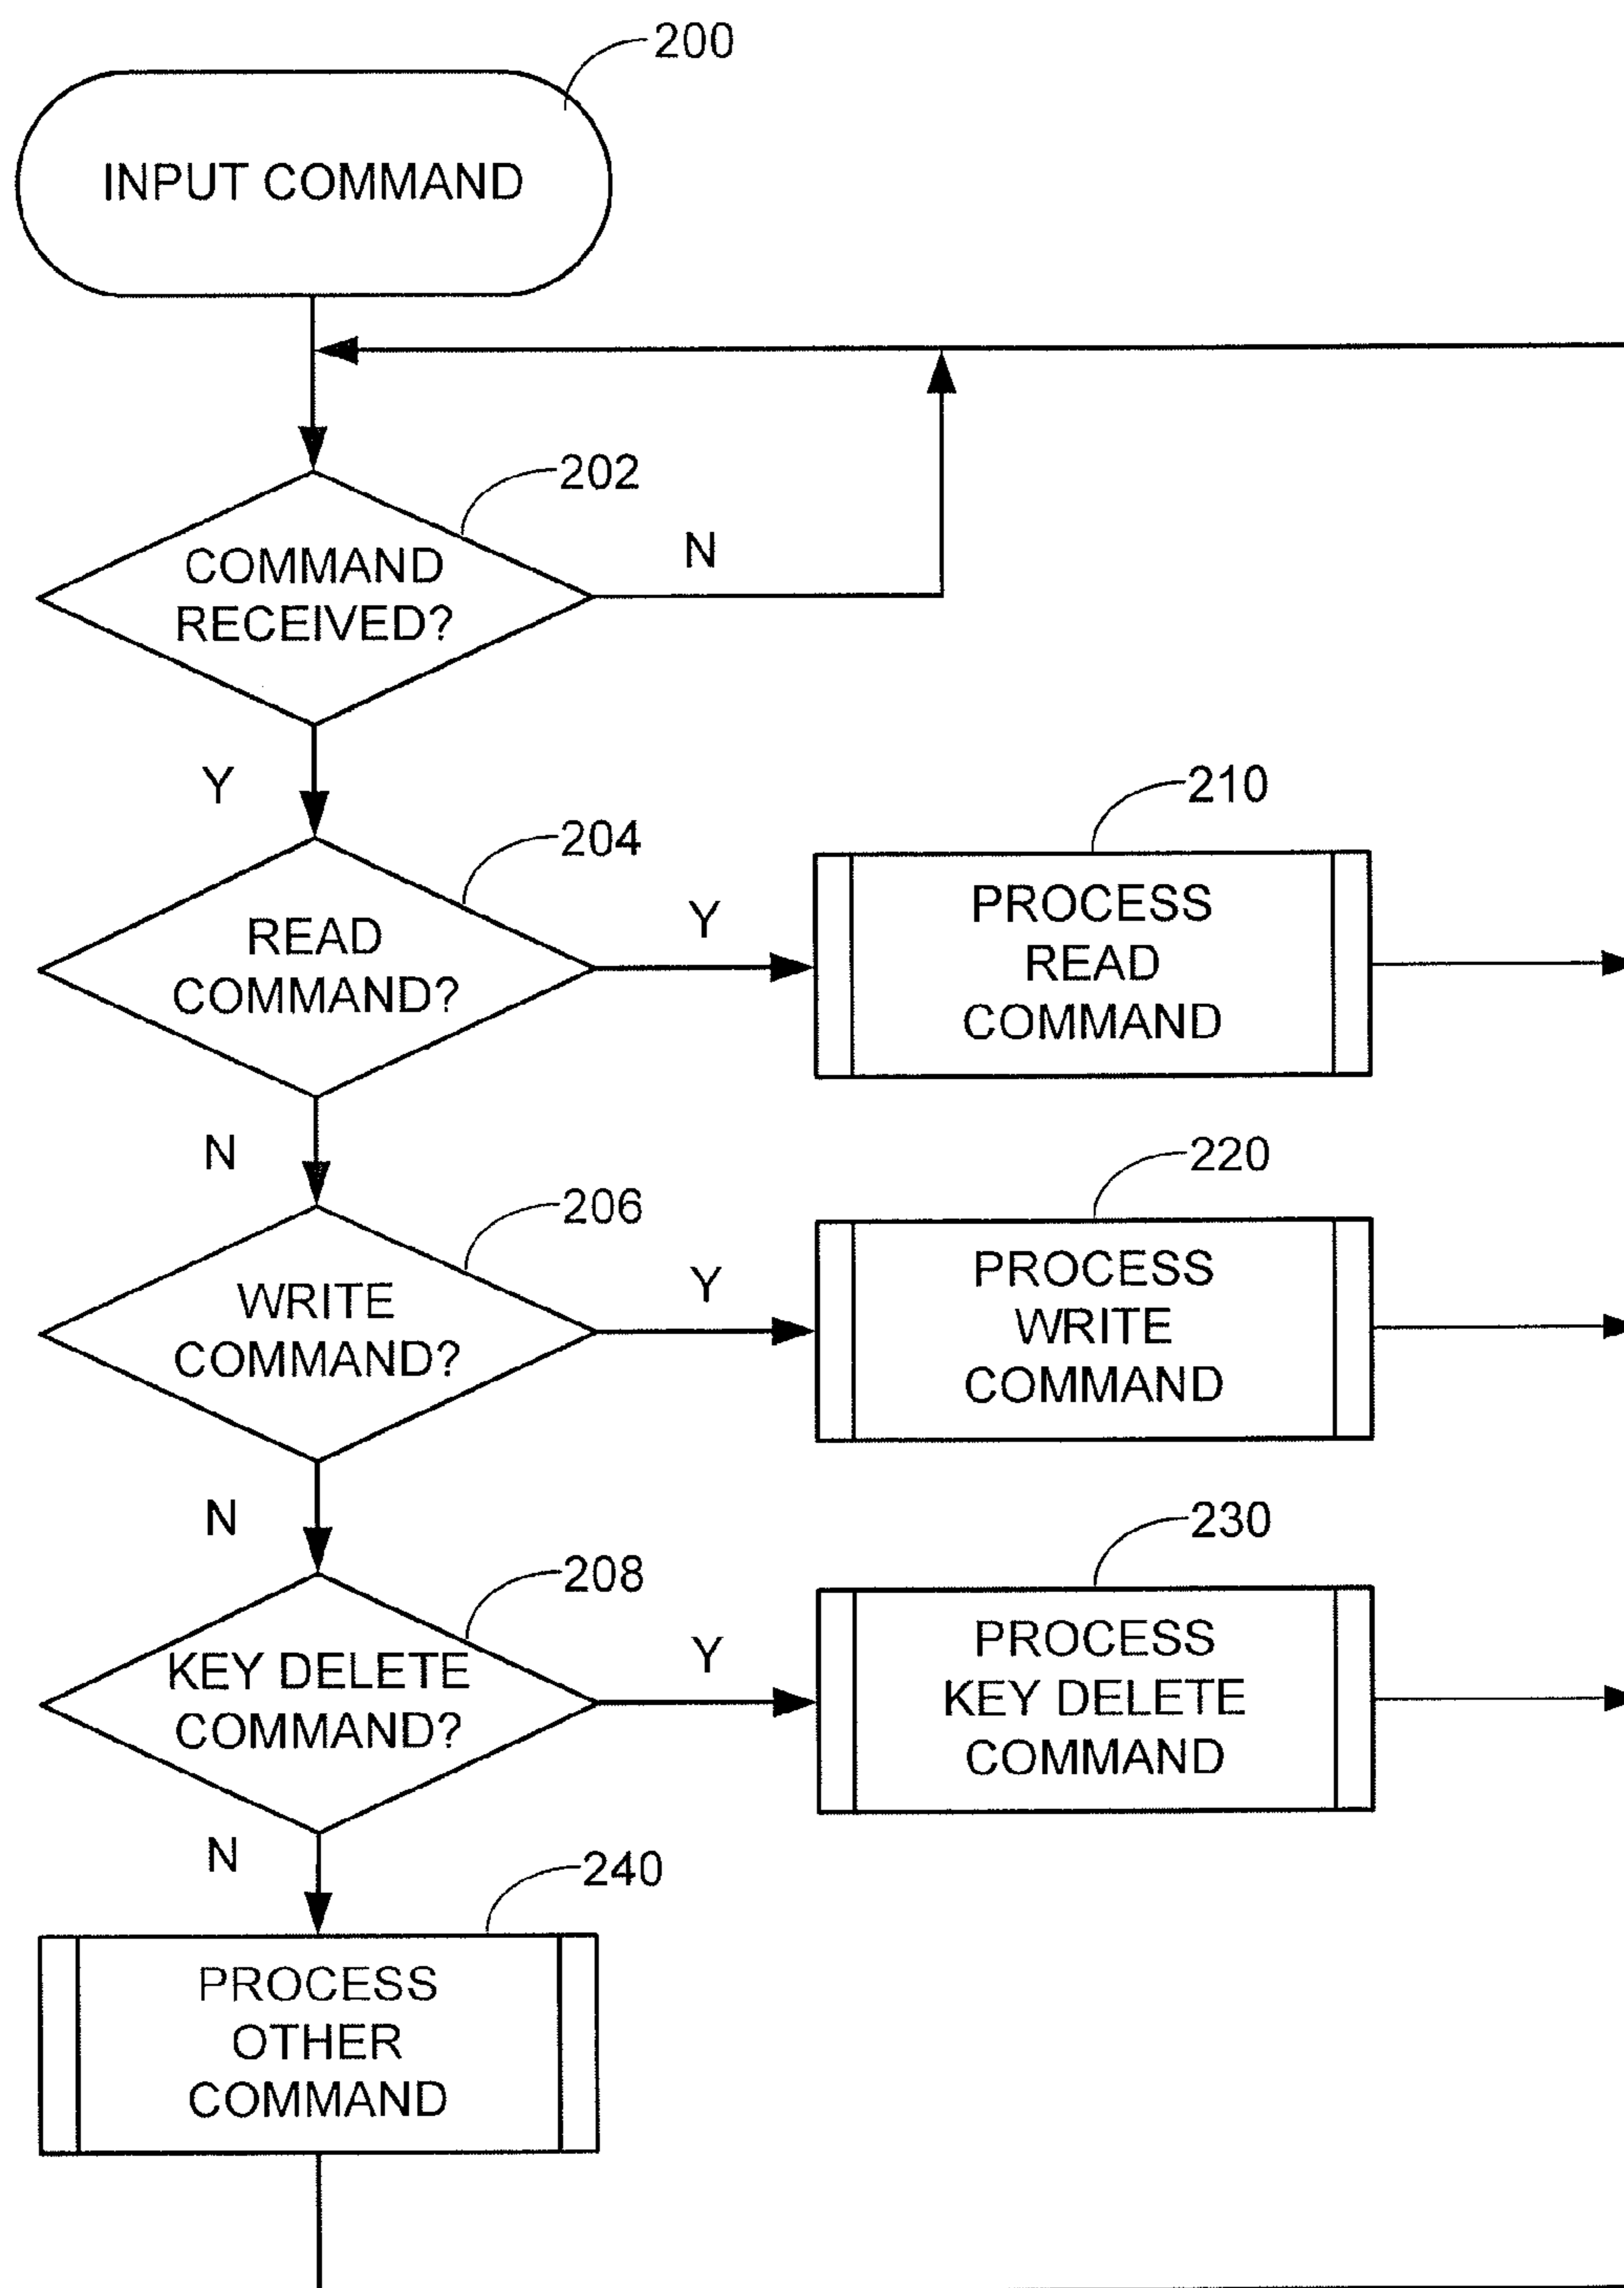 200
INPUT COMMAND
202
COMMAND
RECEIVED?
N
Y
204
READ
COMMAND?
Y
210
PROCESS
READ
COMMAND
N
206
WRITE
COMMAND?
Y
220
PROCESS
WRITE
COMMAND
N
208
KEY DELETE
COMMAND?
Y
230
PROCESS
KEY DELETE
COMMAND
N
240
PROCESS
OTHER
COMMAND